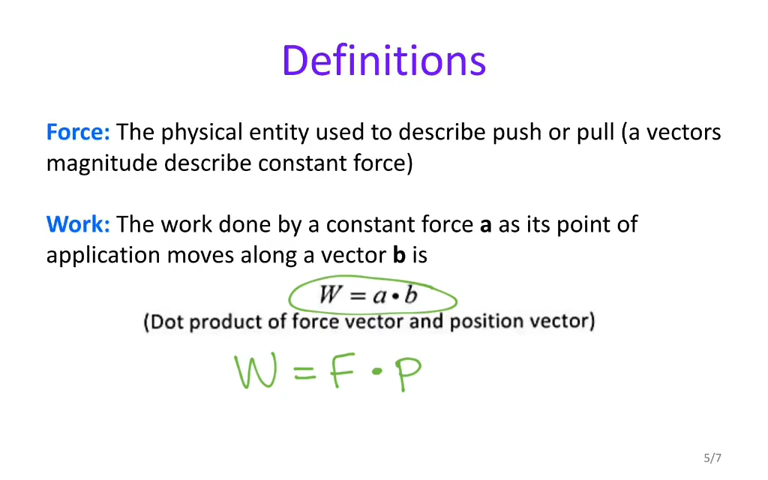 Definitions
Force: The physical entity used to describe push or pull (a vectors
magnitude describe constant force)
Work: The work done by a constant force a as its point of
application moves along a vector b is
W = a • b
(Dot product of force vector and position vector)
W = F • P
5/7